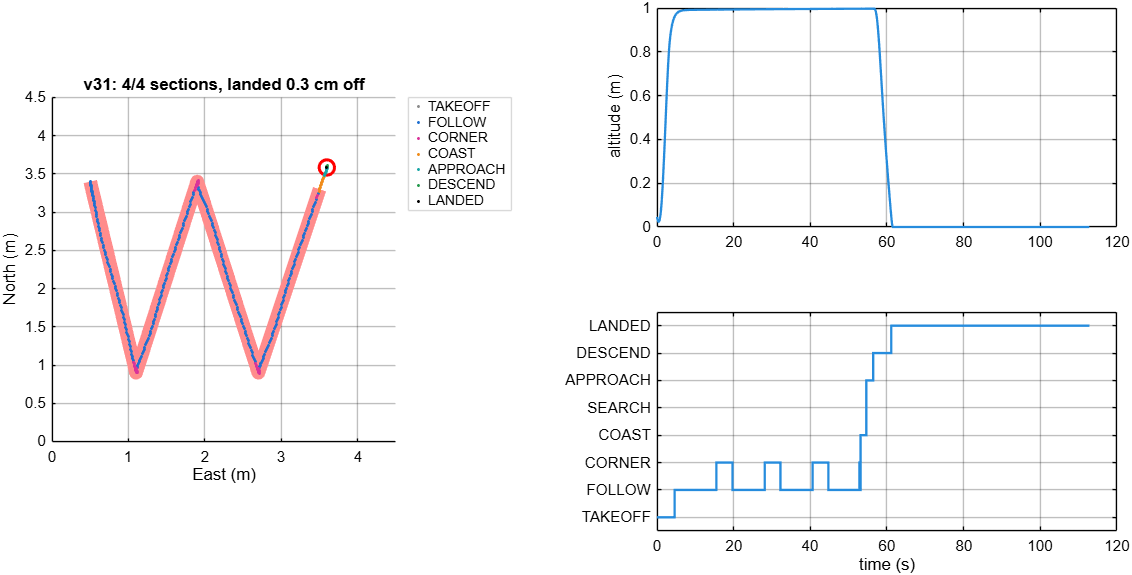 v31: 4/4 sections, landed 0.3 cm off
4.5
4
3.5
3
2.5
2
1.5
1
0.5
0
0 1 2 3 4
North (m)
East (m)
TAKEOFF
FOLLOW
CORNER
COAST
APPROACH
DESCEND
LANDED
1
0.8
0.6
0.4
0.2
0
0 20 40 60 80 100 120
altitude (m)
LANDED
DESCEND
APPROACH
SEARCH
COAST
CORNER
FOLLOW
TAKEOFF
0 20 40 60 80 100 120
time (s)